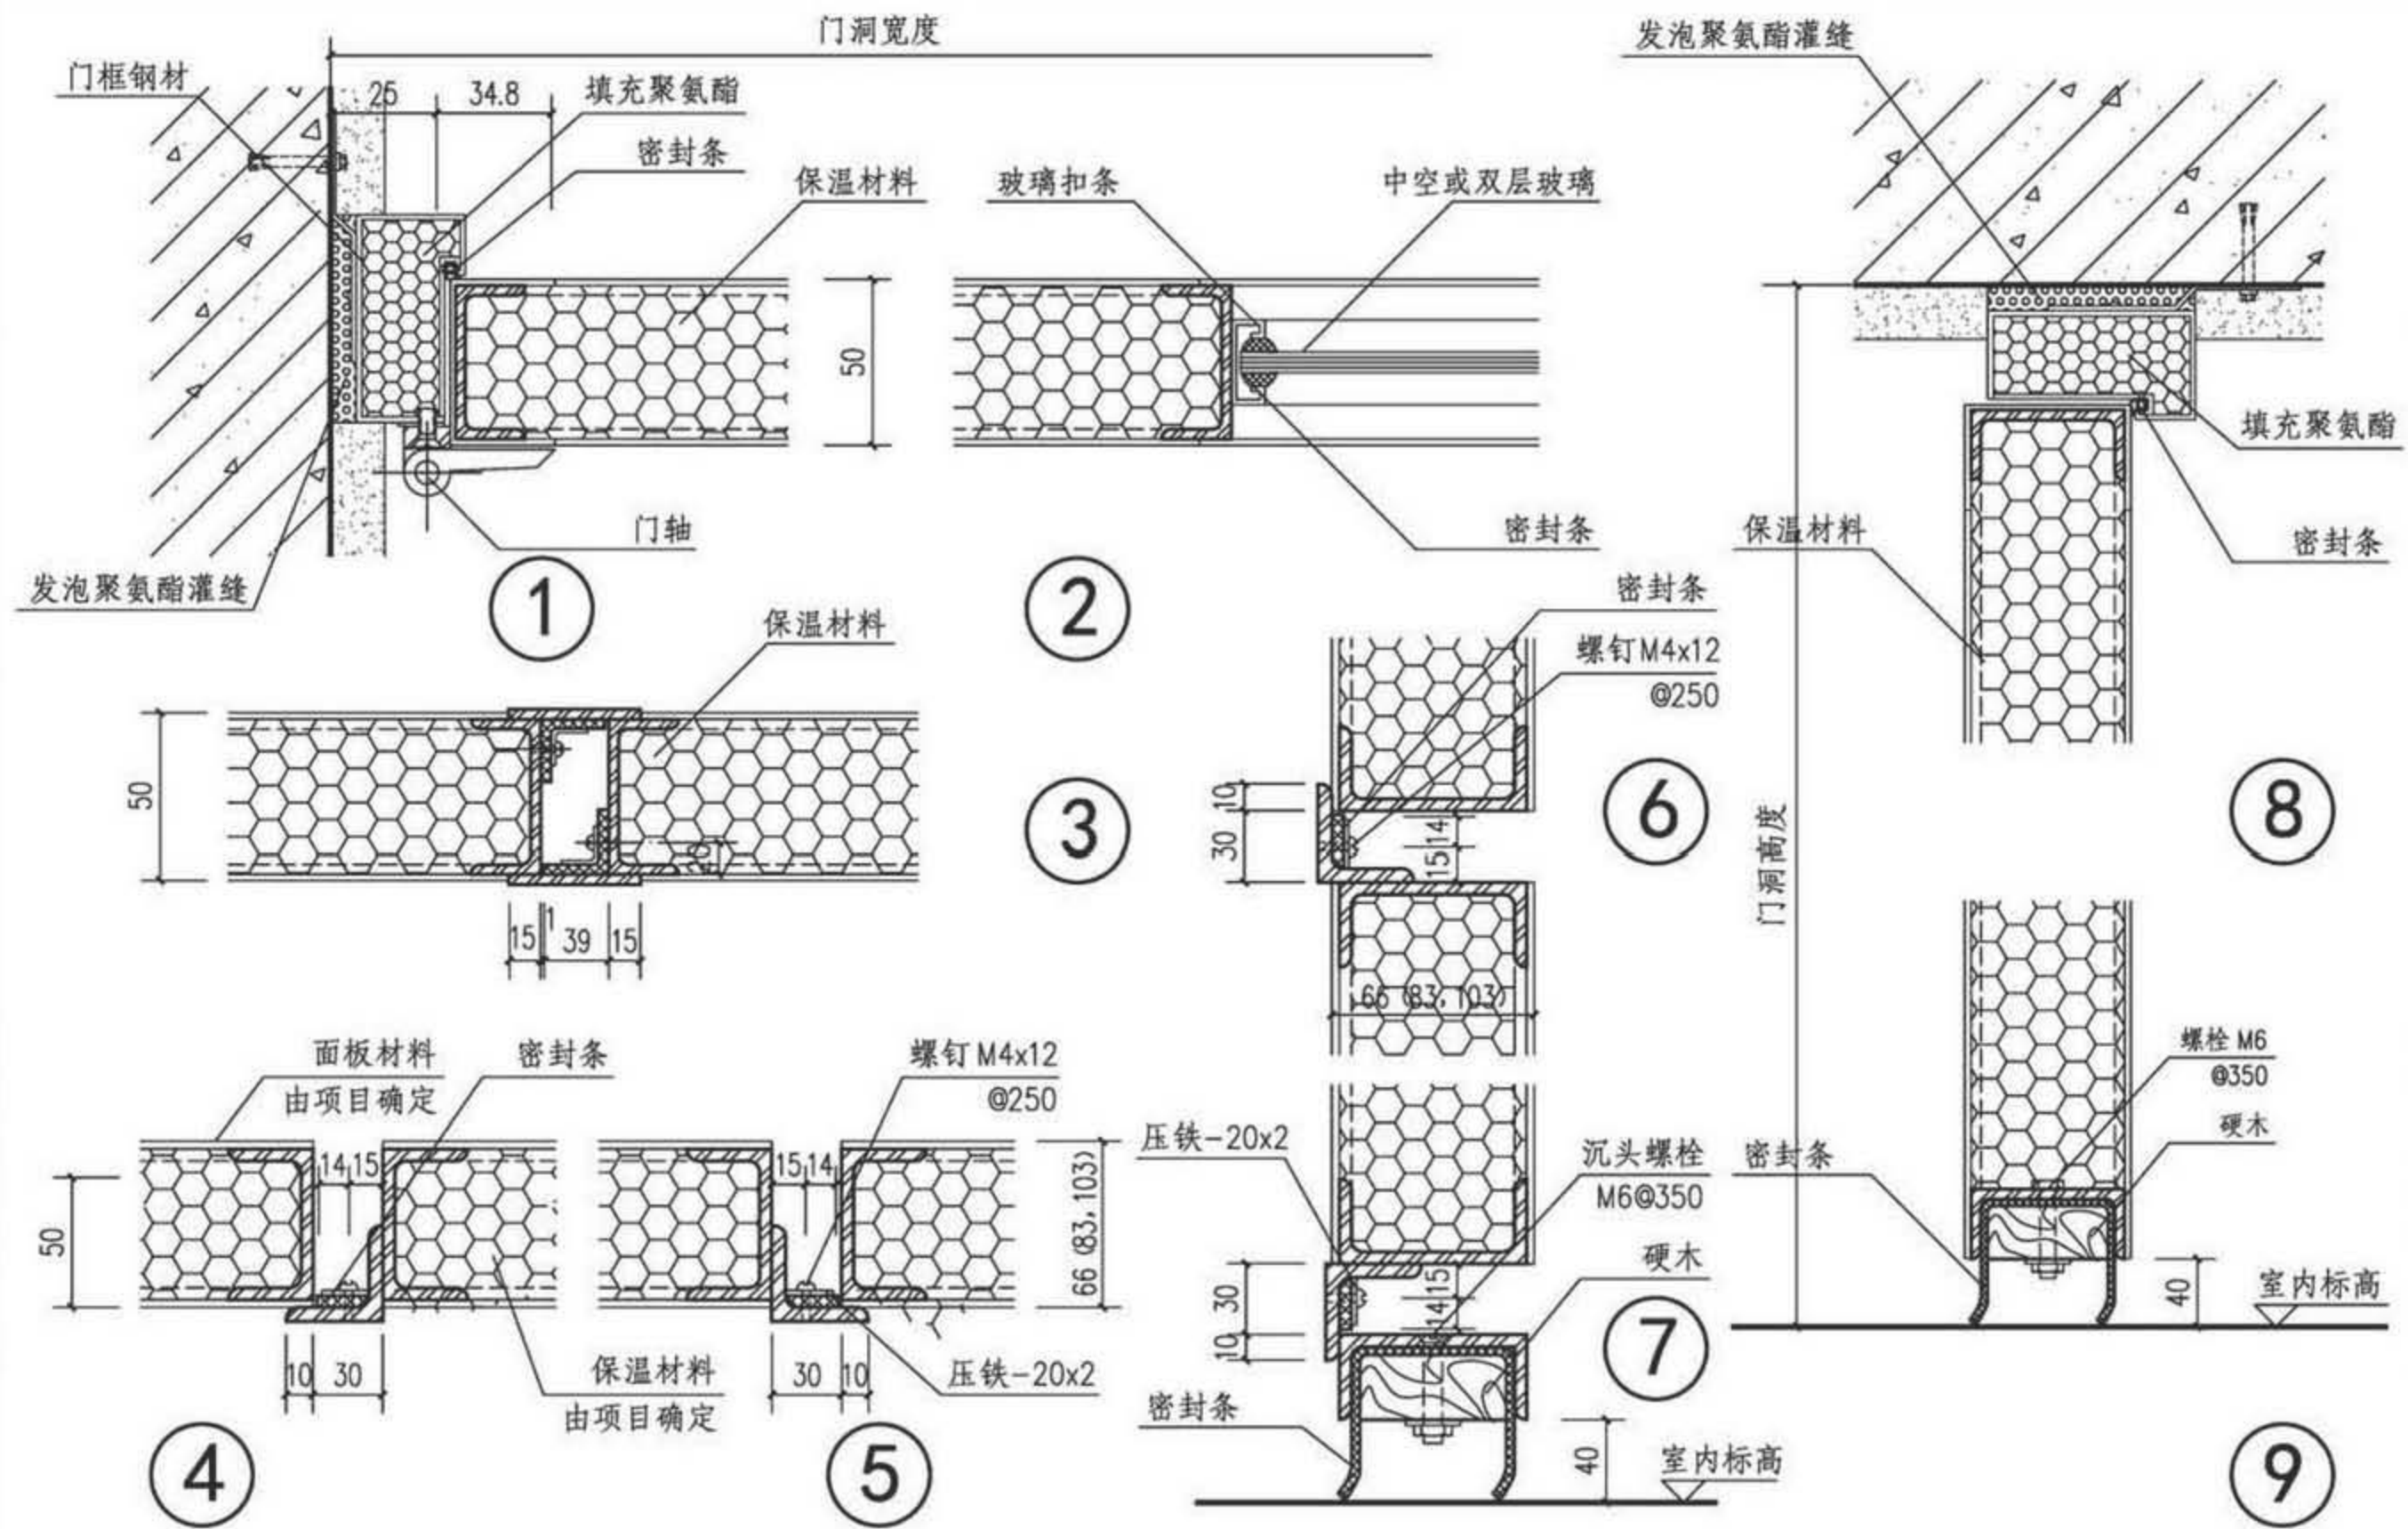 门洞宽度
门框钢材
25
34.8
填充聚氨酯
密封条
保温材料
50
门轴
发泡聚氨酯灌缝
1
玻璃扣条
中空或双层玻璃
密封条
2
发泡聚氨酯灌缝
填充聚氨酯
密封条
保温材料
门洞高度
8
保温材料
50
20
15
1
39
15
3
密封条
螺钉M4x12
@250
10
30
14
15
66 (83, 103)
6
面板材料
由项目确定
密封条
14
15
50
10
30
保温材料
由项目确定
4
螺钉M4x12
@250
15
14
66 (83, 103)
30
10
压铁-20x2
5
压铁-20x2
沉头螺栓
M6@350
硬木
30
10
15
14
密封条
40
室内标高
7
螺栓M6
@350
硬木
密封条
40
室内标高
9